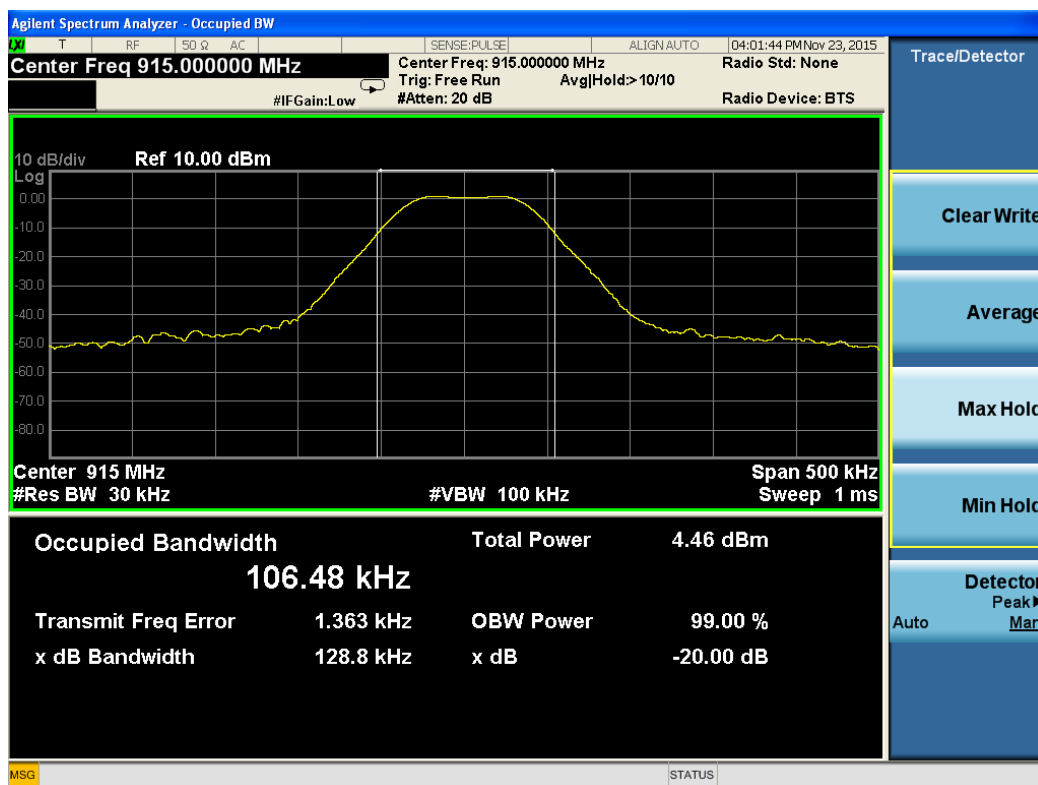 Agilent Spectrum Analyzer - Occupied BW
LXI T RF 50 Ω AC SENSE:PULSE ALIGN AUTO 04:01:44 PM Nov 23, 2015
Center Freq 915.000000 MHz
Center Freq: 915.000000 MHz
Radio Std: None
Trig: Free Run Avg|Hold:>10/10
#IFGain:Low
#Atten: 20 dB
Radio Device: BTS
10 dB/div Ref 10.00 dBm
Log
0.00
-10.0
-20.0
-30.0
-40.0
-50.0
-60.0
-70.0
-80.0
Center 915 MHz
Span 500 kHz
#Res BW 30 kHz
#VBW 100 kHz
Sweep 1 ms
Occupied Bandwidth
106.48 kHz
Total Power 4.46 dBm
Transmit Freq Error 1.363 kHz
OBW Power 99.00 %
x dB Bandwidth 128.8 kHz
x dB -20.00 dB
Trace/Detector
Clear Write
Average
Max Hold
Min Hold
Detector
Peak
Auto Man
MSG
STATUS